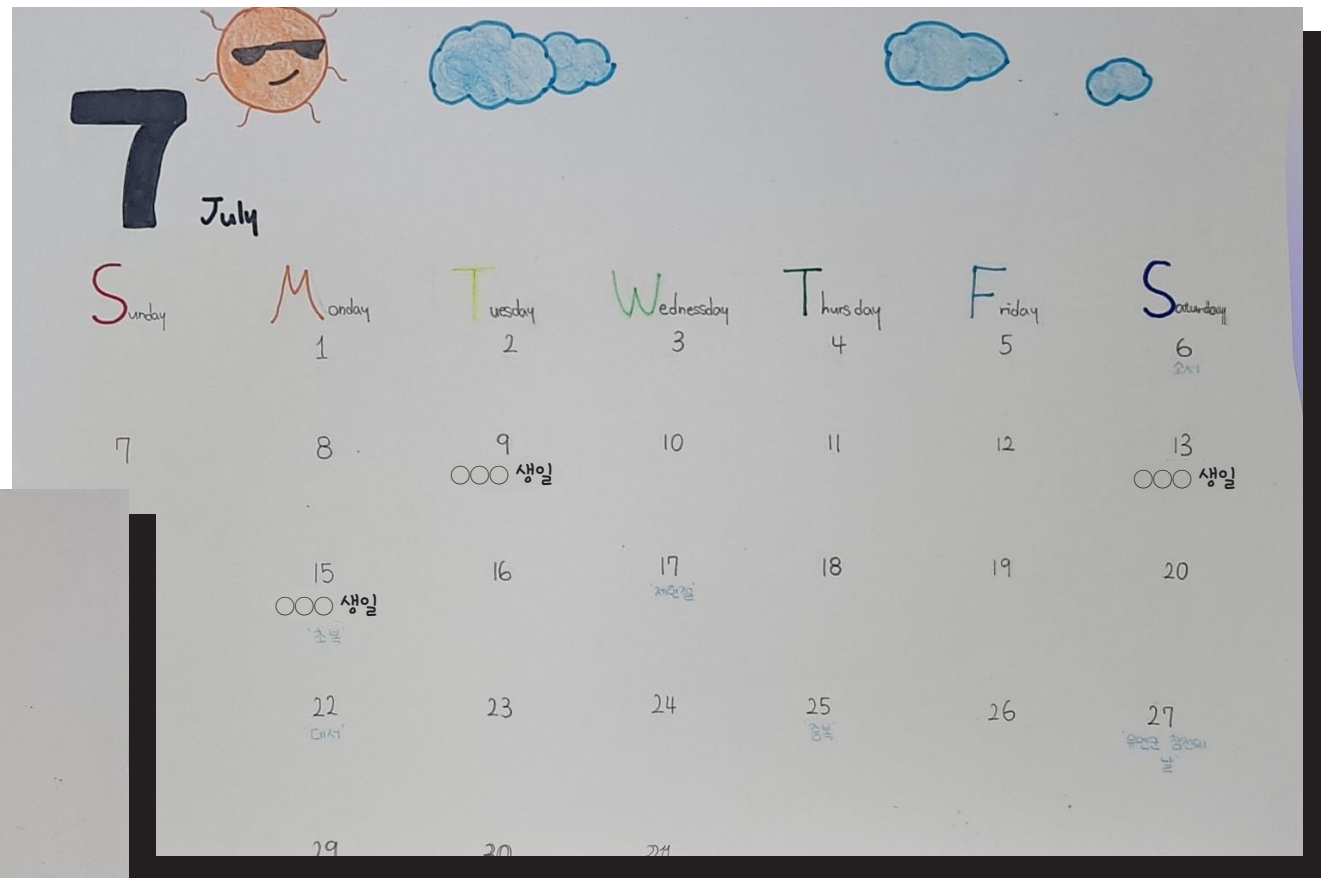 7
July
Sunday Monday Tuesday Wednesday Thursday Friday Saturday
1 2 3 4 5 6
소서
7 8 9 10 11 12 13
○○○ 생일 ○○○ 생일
15 16 17 18 19 20
○○○ 생일 '제헌절'
'초복'
22 23 24 25 26 27
'대서' '중복' '유엔군 참전의
날'
29 30